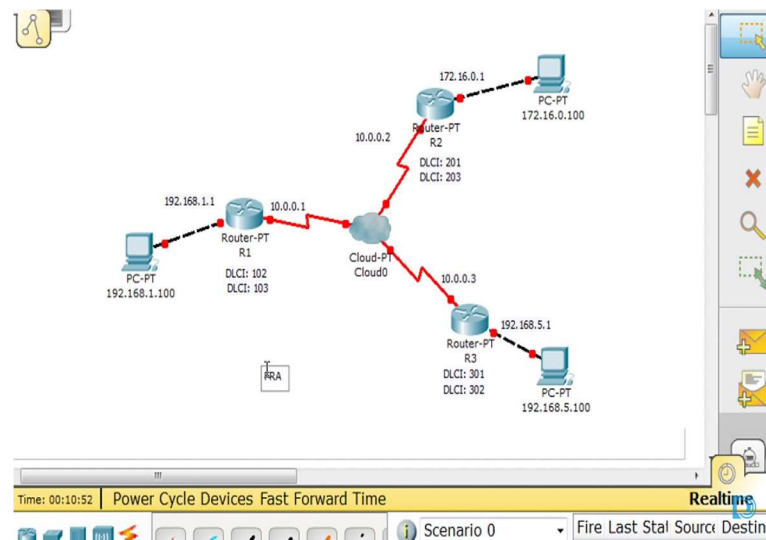 172.16.0.1
PC-PT
172.16.0.100
Router-PT
R2
10.0.0.2
DLCI: 201
DLCI: 203
192.168.1.1
10.0.0.1
Router-PT
R1
DLCI: 102
DLCI: 103
PC-PT
192.168.1.100
Cloud-PT
Cloud0
10.0.0.3
192.168.5.1
Router-PT
R3
DLCI: 301
DLCI: 302
PC-PT
192.168.5.100
Time: 00:10:52 Power Cycle Devices Fast Forward Time Realtime
Scenario 0 Fire Last Stat Source Destin